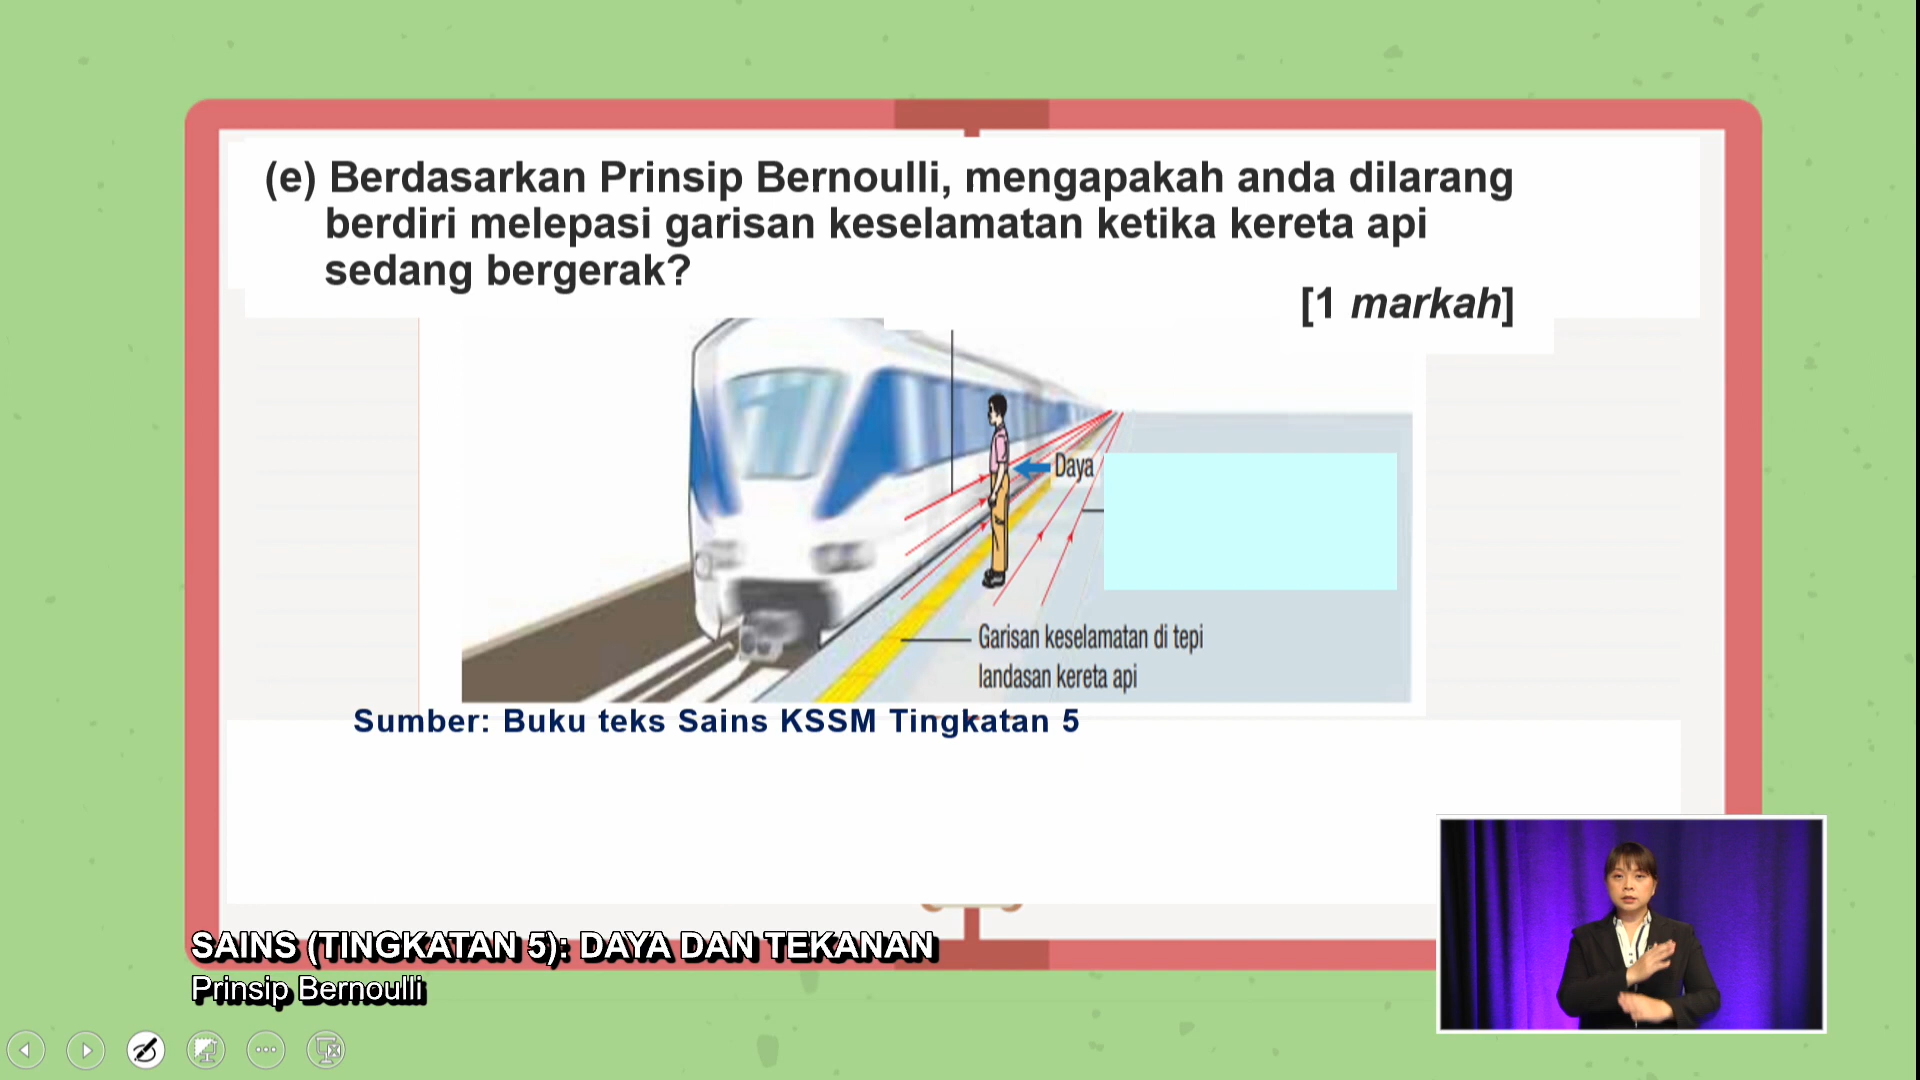 (e) Berdasarkan Prinsip Bernoulli, mengapakah anda dilarang
berdiri melepasi garisan keselamatan ketika kereta api
sedang bergerak?
[1 markah]
Daya
Garisan keselamatan di tepi
landasan kereta api
Sumber: Buku teks Sains KSSM Tingkatan 5
SAINS (TINGKATAN 5): DAYA DAN TEKANAN
Prinsip Bernoulli